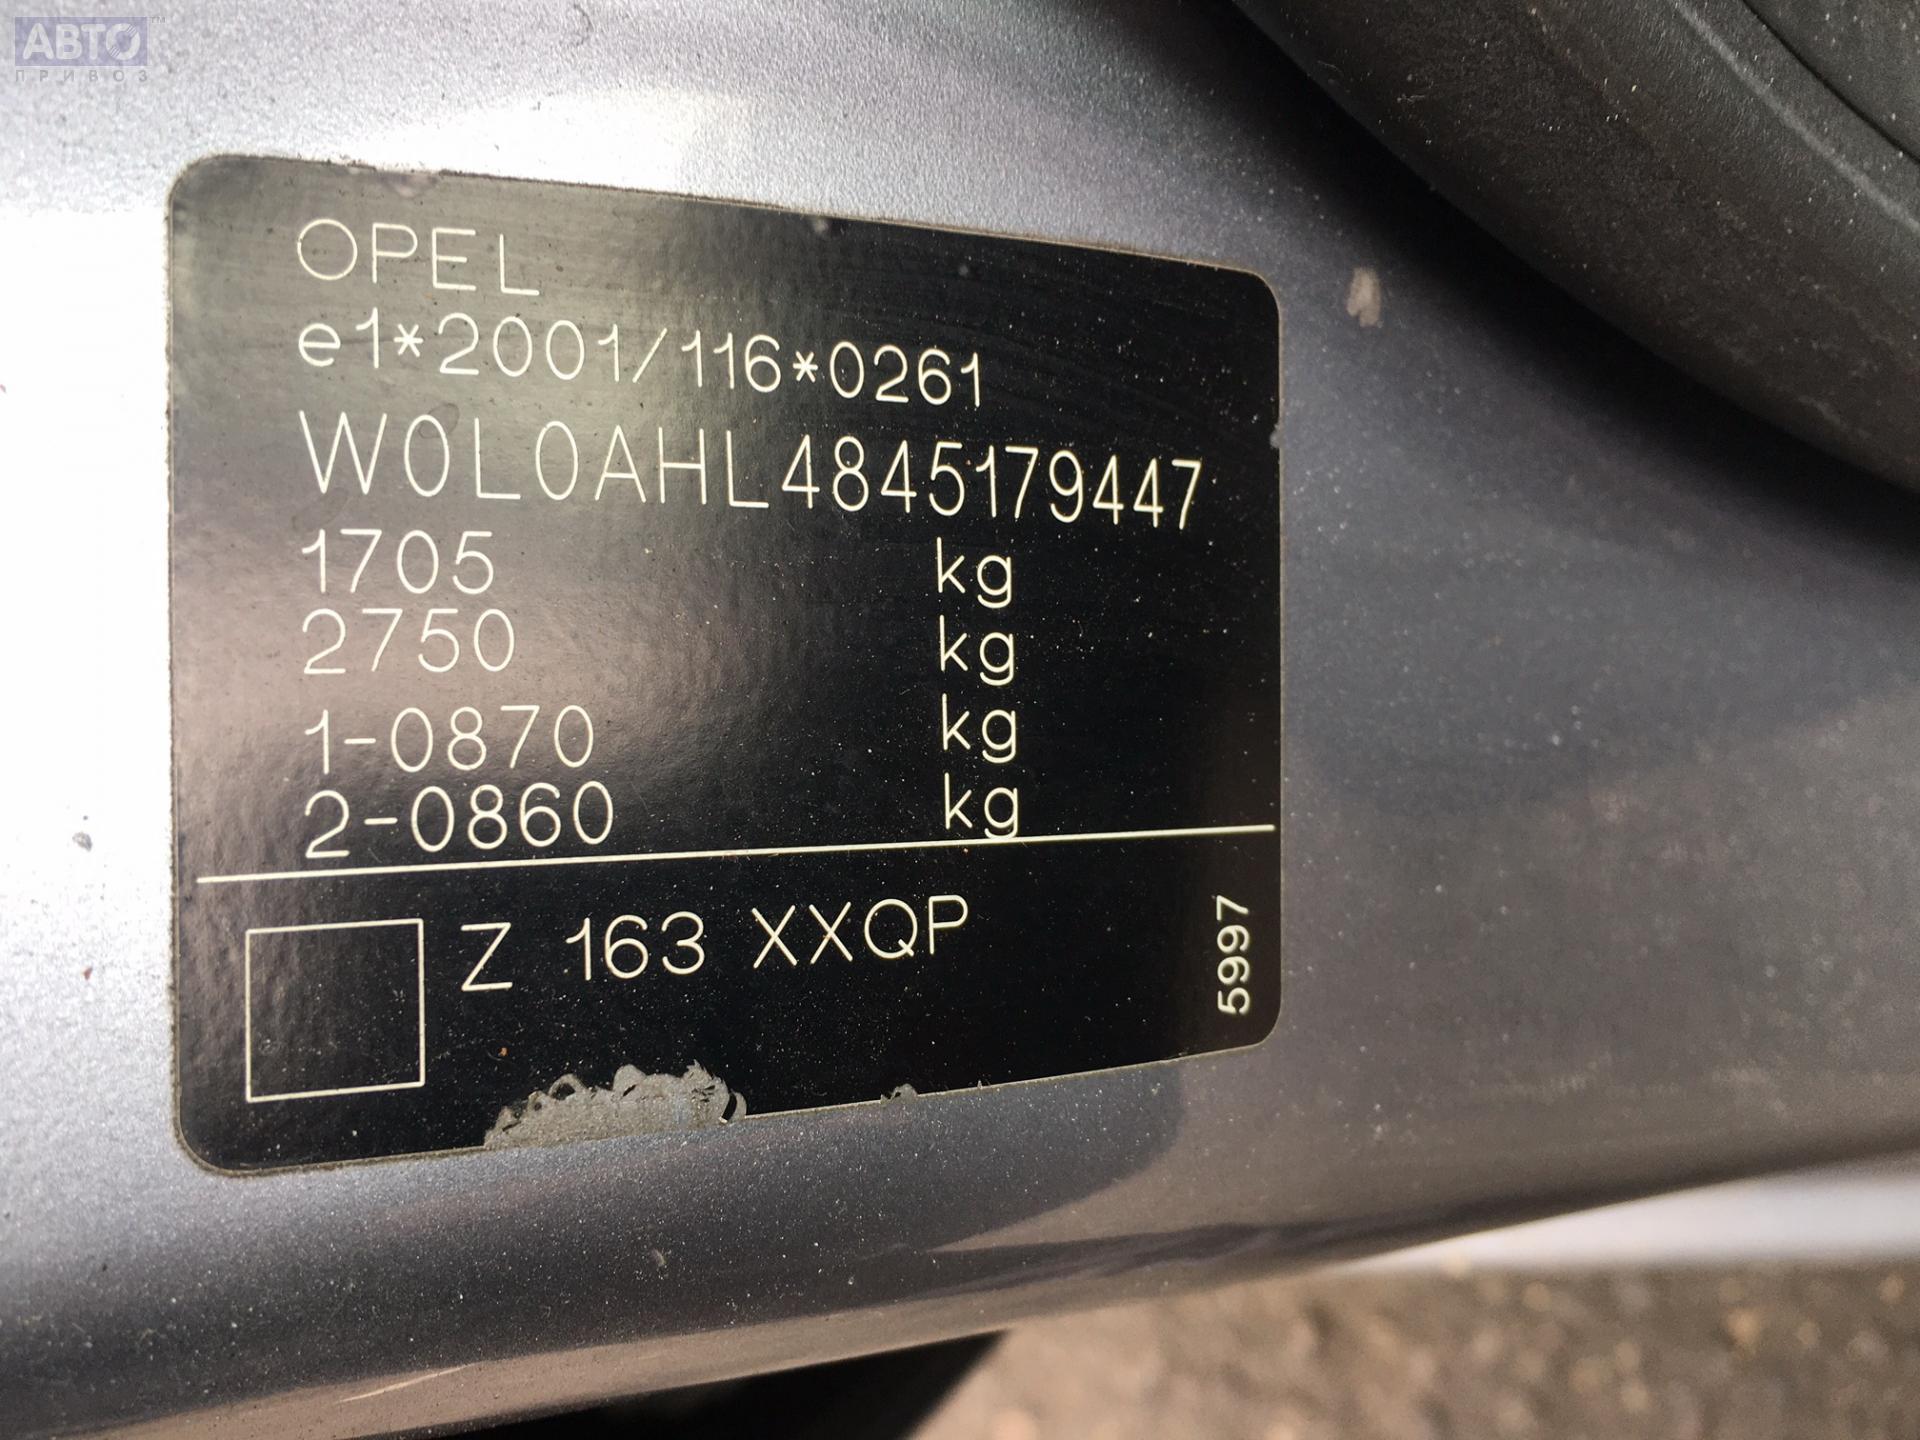 АВТО™
ПРИВОЗ
OPEL
e1*2001/116*0261
W0L0AHL4845179447
1705 kg
2750 kg
1-0870 kg
2-0860 kg
Z 163 XXQP
5997